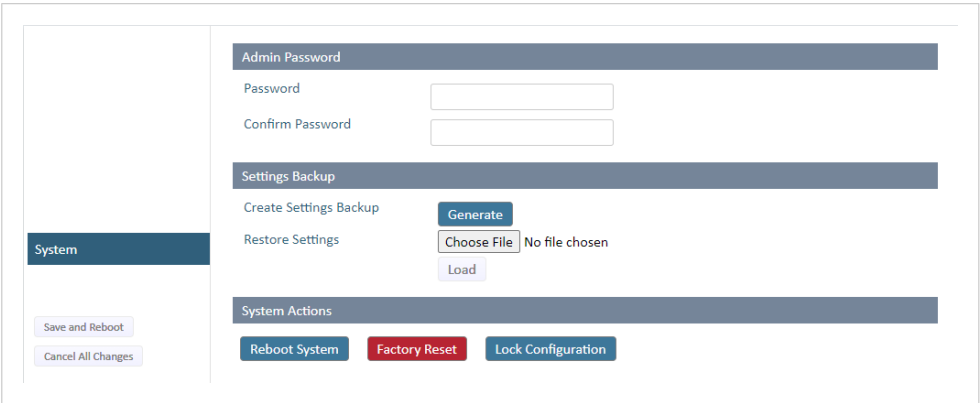 Admin Password
Password
Confirm Password
Settings Backup
Create Settings Backup
Generate
Restore Settings
Choose File No file chosen
Load
System
System Actions
Reboot System Factory Reset Lock Configuration
Save and Reboot
Cancel All Changes